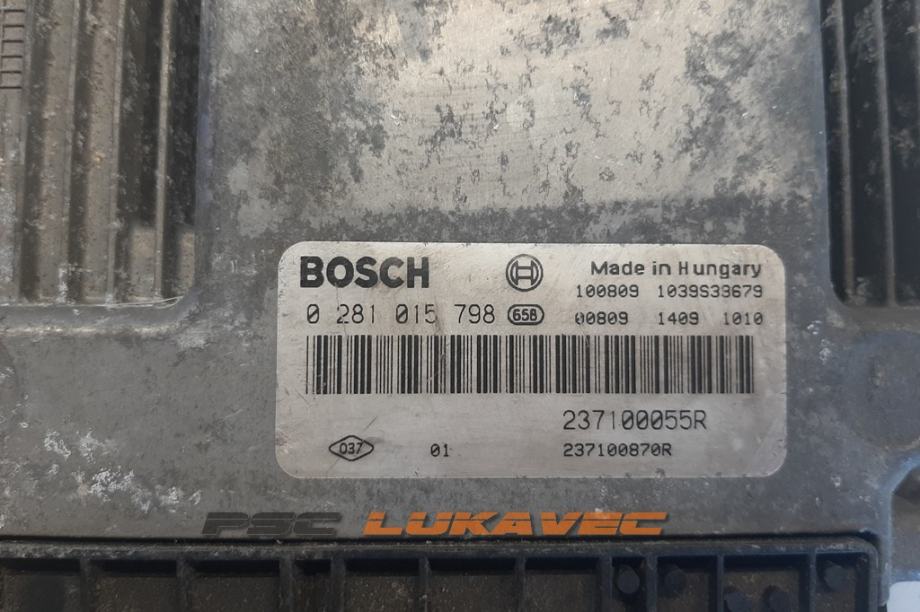 BOSCH Made in Hungary
100809 1039S33679
0 281 015 798 658 00809 1409 1010
237100055R
037 01 237100870R
PSC LUKAVEC